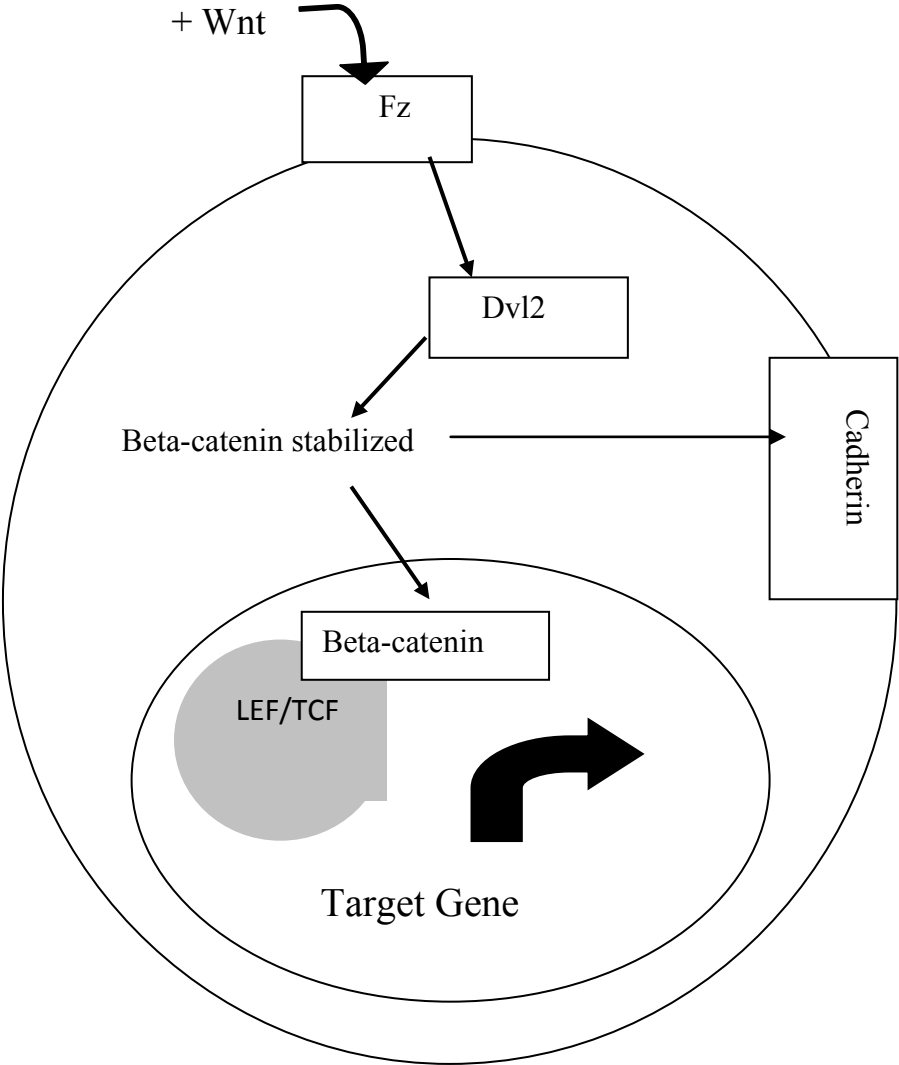 + Wnt
Fz
Dvl2
Beta-catenin stabilized
Cadherin
Beta-catenin
LEF/TCF
Target Gene